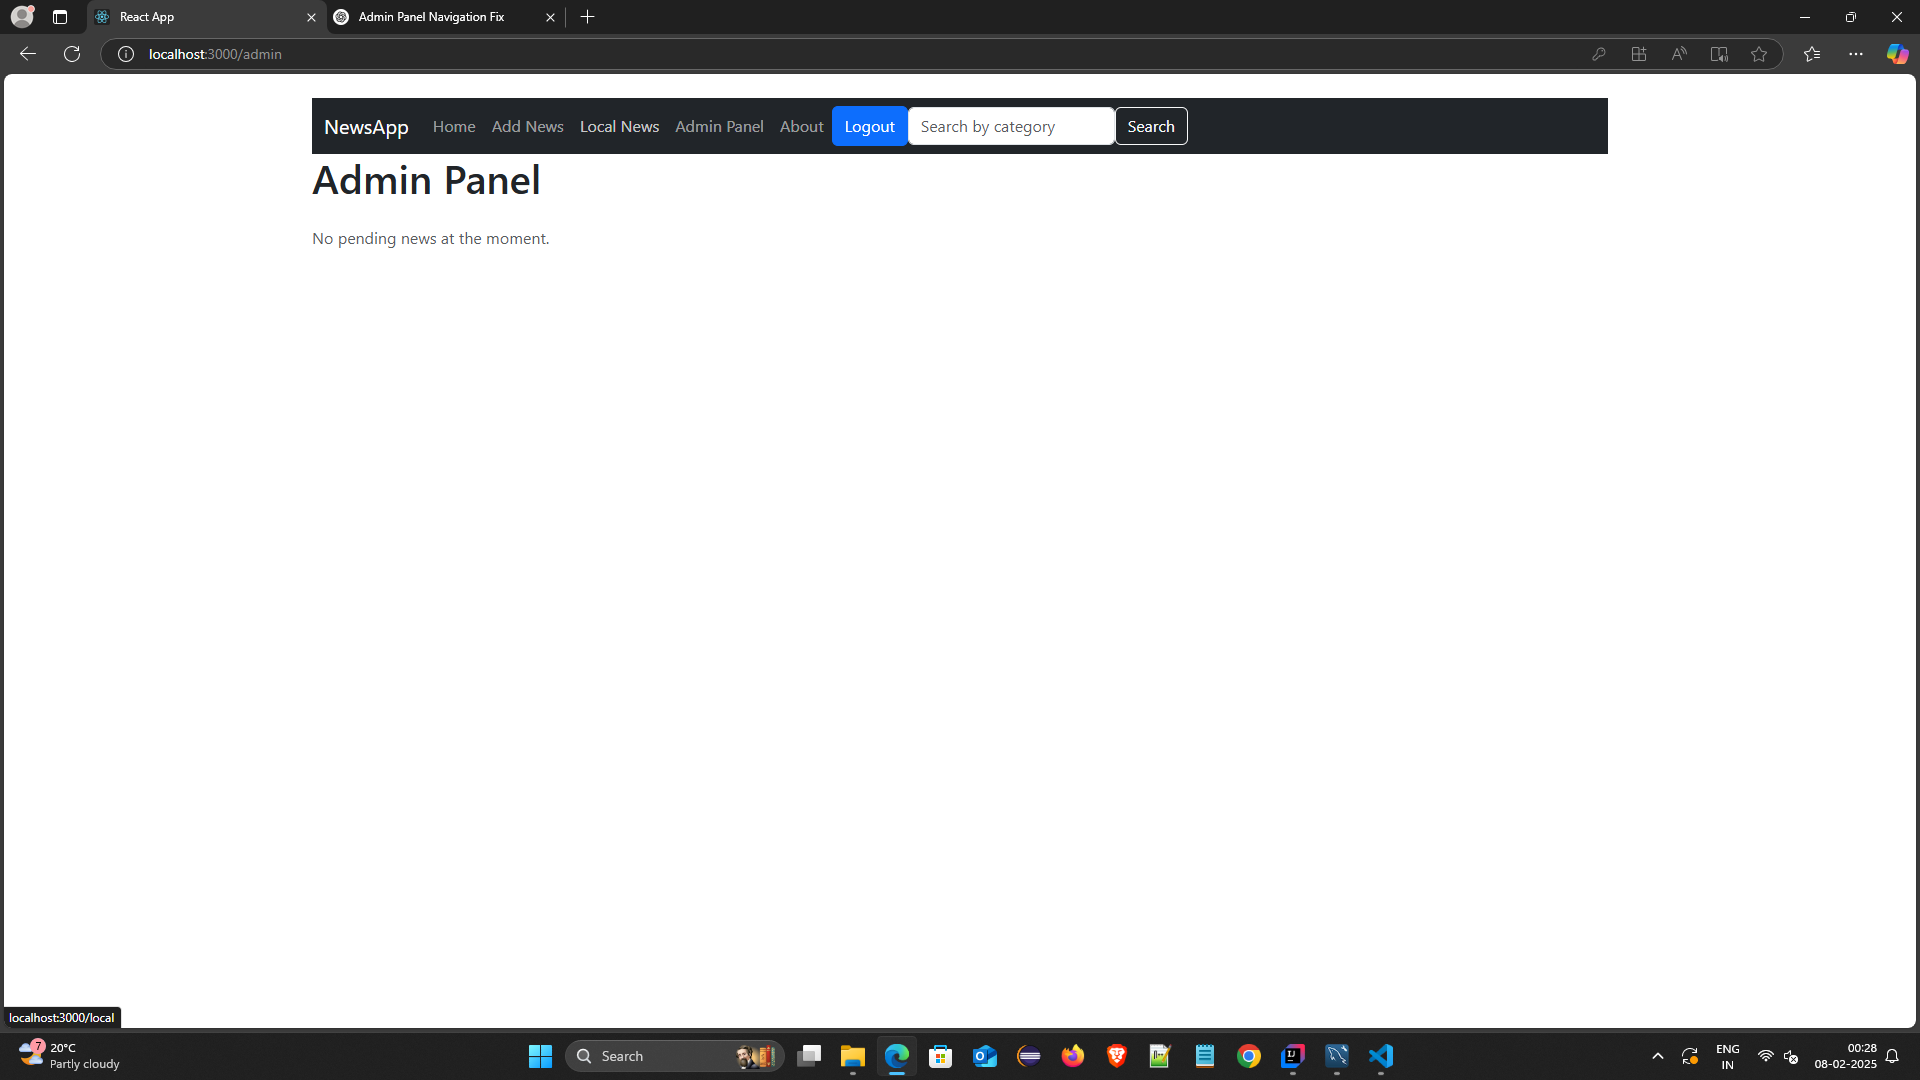 React App
Admin Panel Navigation Fix
localhost:3000/admin
NewsApp Home Add News Local News Admin Panel About Logout Search by category Search
Admin Panel
No pending news at the moment.
localhost:3000/local
7
20°C
Partly cloudy
Search
ENG
IN
00:28
08-02-2025